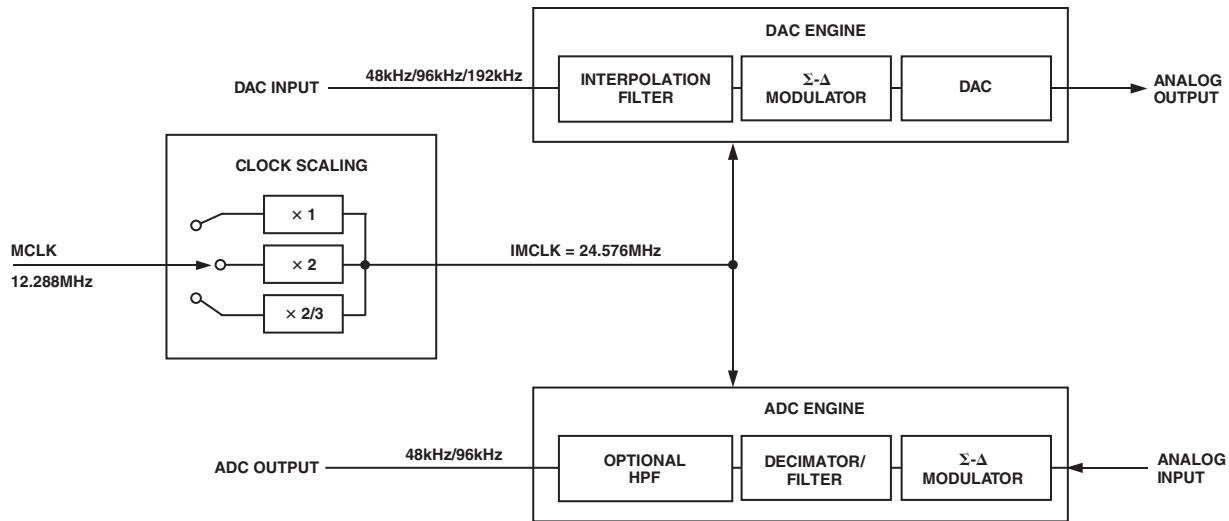 DAC ENGINE
DAC INPUT
48kHz/96kHz/192kHz
INTERPOLATION
FILTER
Σ-Δ
MODULATOR
DAC
ANALOG
OUTPUT
CLOCK SCALING
× 1
MCLK
12.288MHz
× 2
IMCLK = 24.576MHz
× 2/3
ADC ENGINE
ADC OUTPUT
48kHz/96kHz
OPTIONAL
HPF
DECIMATOR/
FILTER
Σ-Δ
MODULATOR
ANALOG
INPUT